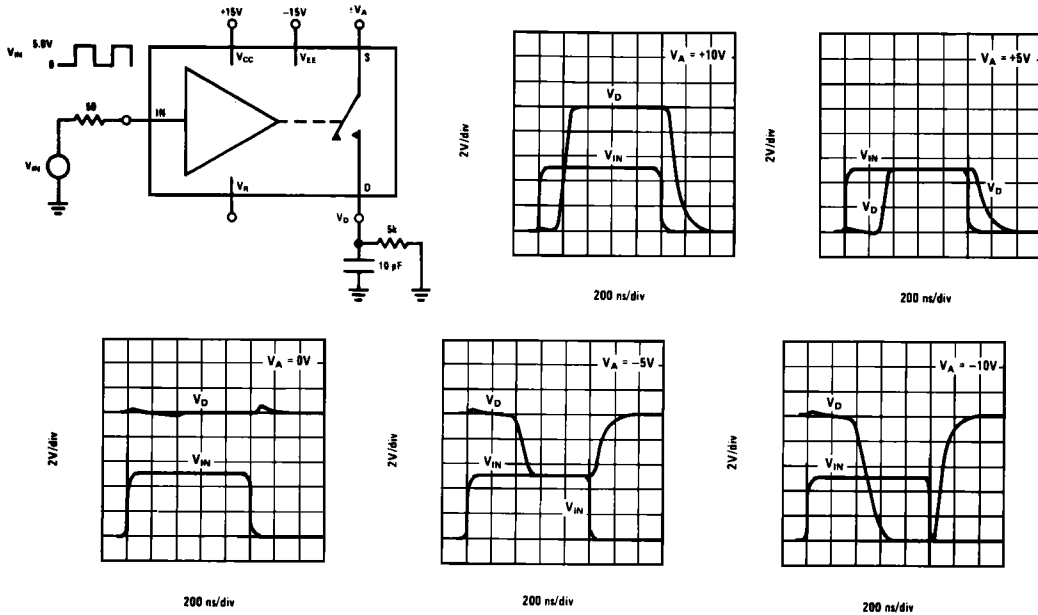 +15V
-15V
±VA
VIN
5.0V
0
VCC
VEE
S
50
IN
VIN
VR
D
VD
5k
10 pF
VA = +10V
VD
VIN
2V/div
200 ns/div
VA = +5V
VIN
VD
VD
2V/div
200 ns/div
VA = 0V
VD
VIN
2V/div
200 ns/div
VA = -5V
VD
VIN
VIN
2V/div
200 ns/div
VA = -10V
VD
VIN
2V/div
200 ns/div